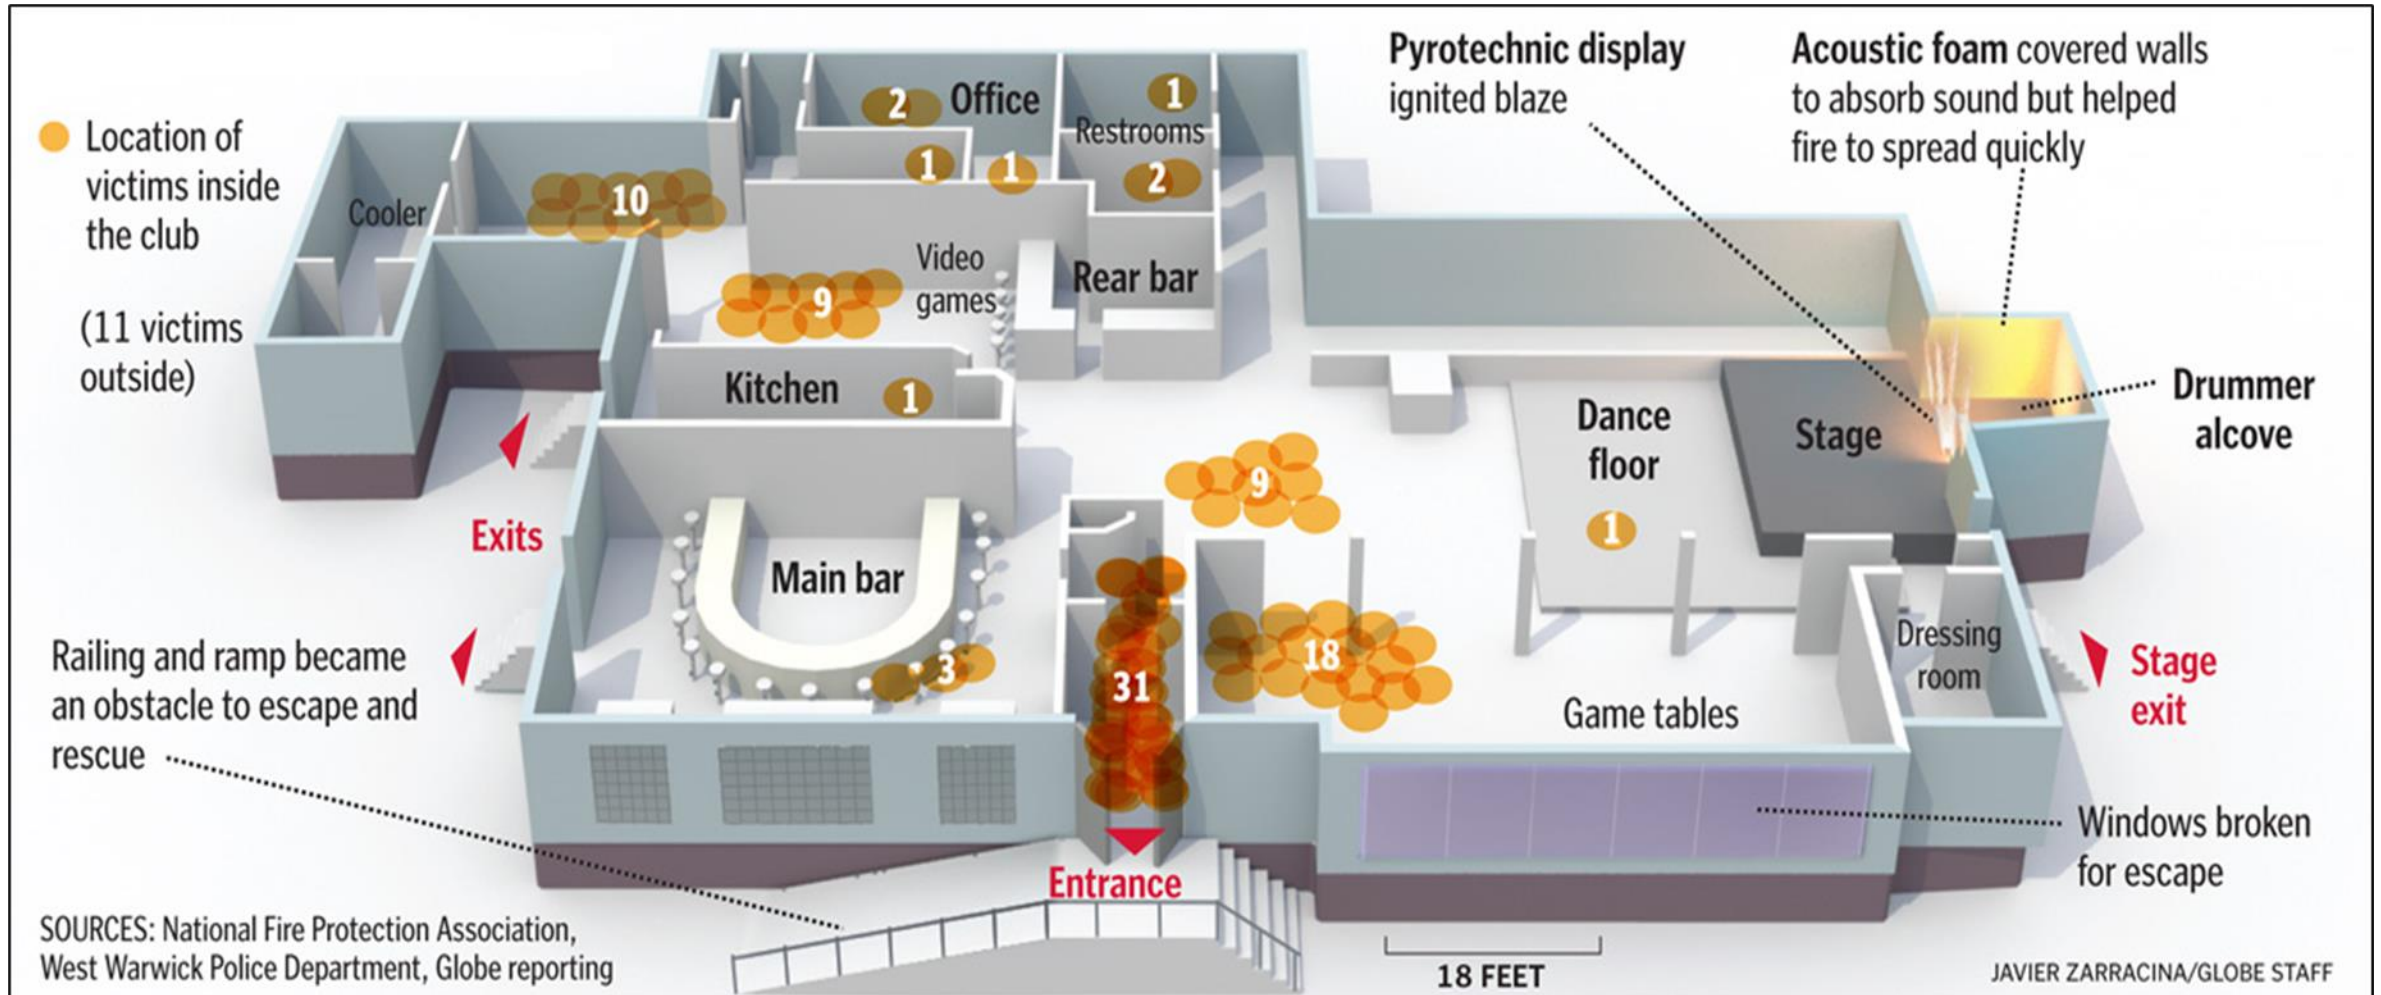 Pyrotechnic display
ignited blaze
Acoustic foam covered walls
to absorb sound but helped
fire to spread quickly
Location of
victims inside
the club
(11 victims
outside)
2
Office
1
Restrooms
1
1
2
Cooler
10
Video
games
Rear bar
9
Kitchen
1
Dance
floor
Stage
Drummer
alcove
9
1
Exits
Main bar
3
31
18
Game tables
Dressing
room
Stage
exit
Railing and ramp became
an obstacle to escape and
rescue
Entrance
Windows broken
for escape
SOURCES: National Fire Protection Association,
West Warwick Police Department, Globe reporting
18 FEET
JAVIER ZARRACINA/GLOBE STAFF